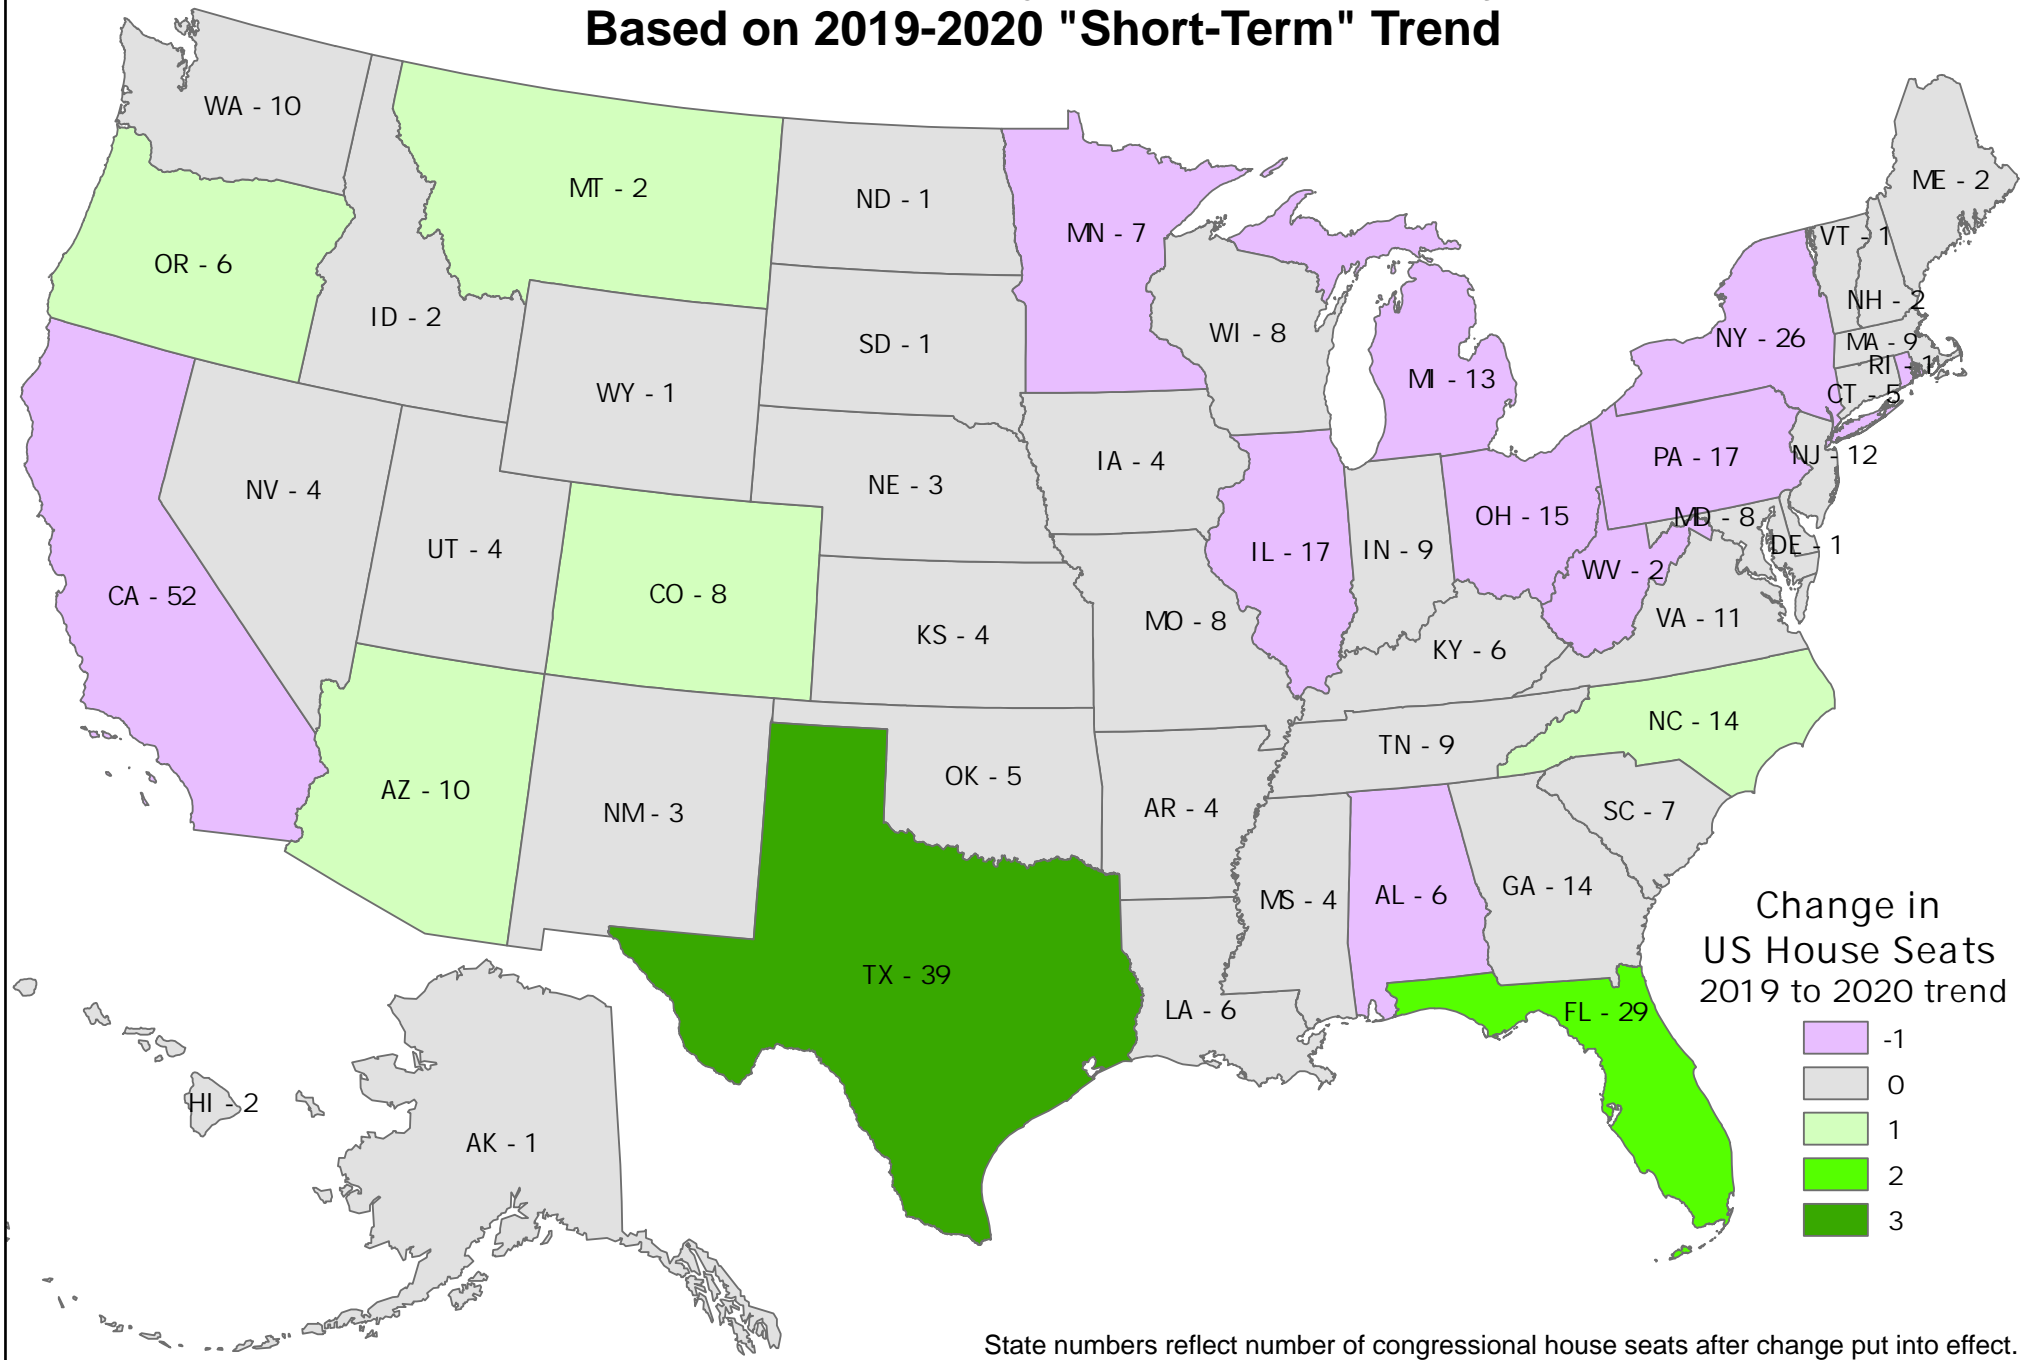 Based on 2019-2020 "Short-Term" Trend
WA - 10
MT - 2
ND - 1
MN - 7
ME - 2
VT - 1
OR - 6
ID - 2
SD - 1
WI - 8
NH - 2
NY - 26
MA - 9
RI - 1
CT - 5
WY - 1
MI - 13
NV - 4
NE - 3
IA - 4
PA - 17
NJ - 12
UT - 4
OH - 15
MD - 8
DE - 1
CA - 52
CO - 8
IL - 17
IN - 9
WV - 2
KS - 4
MO - 8
KY - 6
VA - 11
AZ - 10
NM - 3
OK - 5
TN - 9
NC - 14
AR - 4
SC - 7
MS - 4
AL - 6
GA - 14
TX - 39
LA - 6
FL - 29
HI - 2
AK - 1
Change in
US House Seats
2019 to 2020 trend
-1
0
1
2
3
State numbers reflect number of congressional house seats after change put into effect.